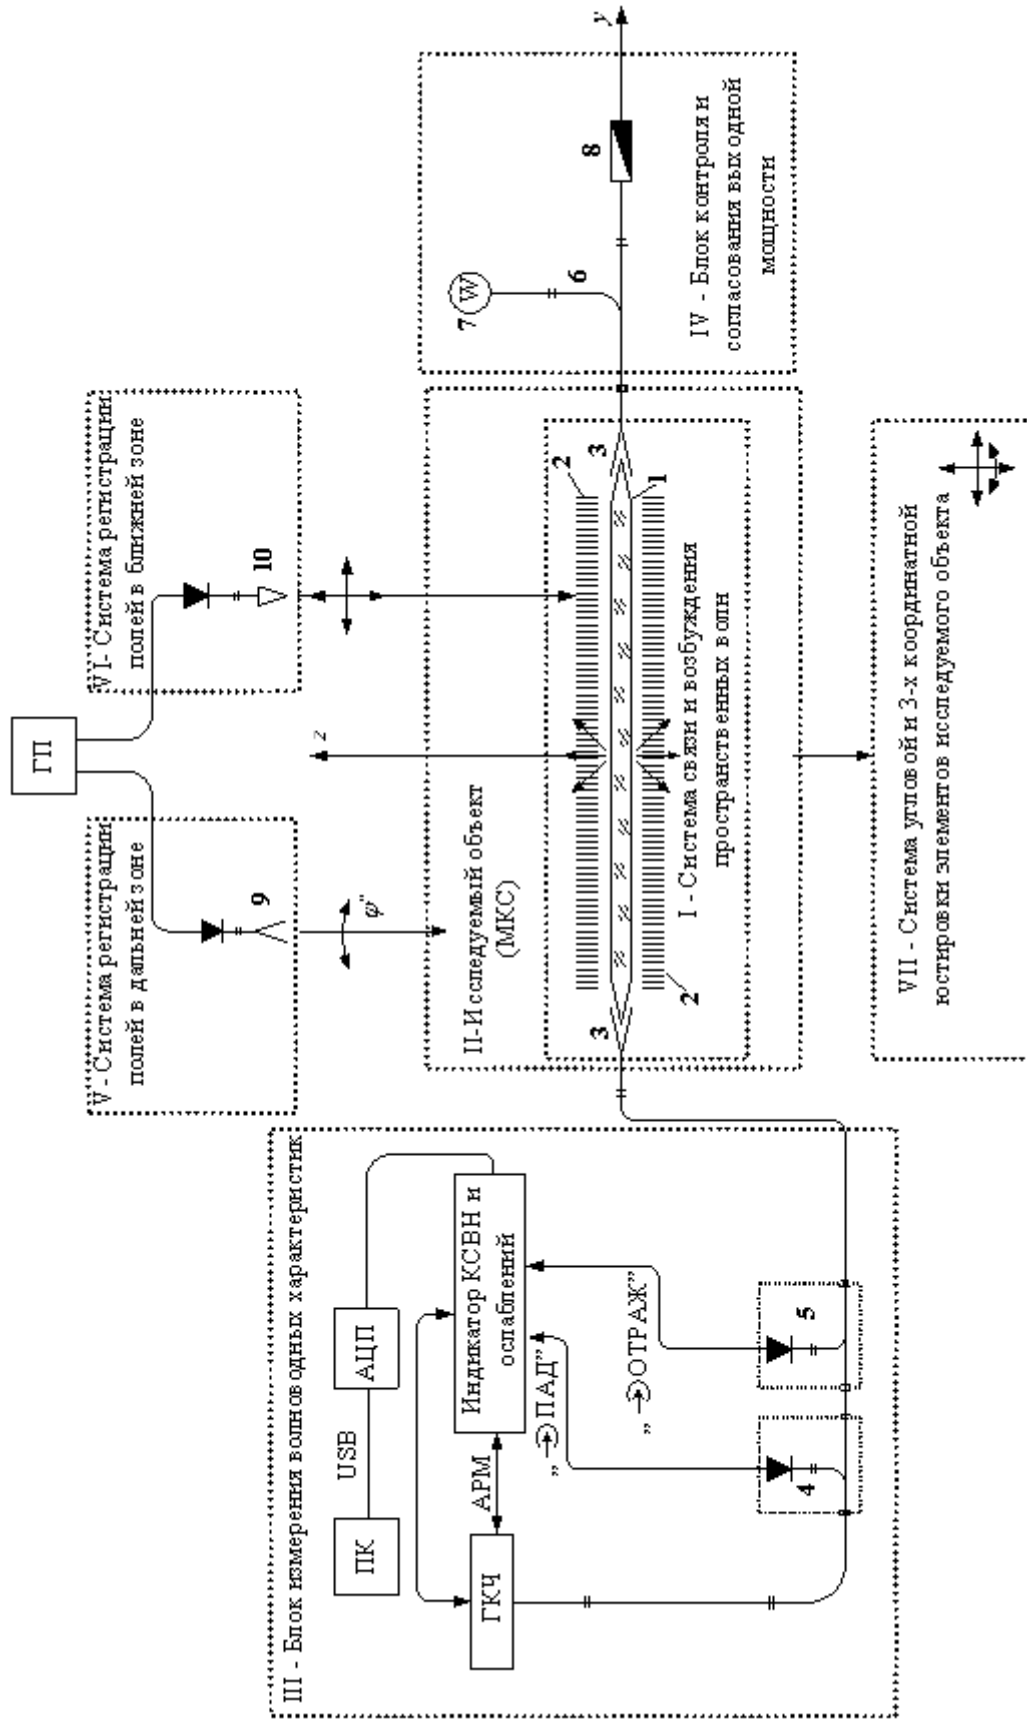 ГП
V - Система регистрации
полей в дальней зоне
9
φ"
VI - Система регистрации
полей в ближней зоне
10
z
y
II-Исследуемый объект
(МКС)
3
2
2
3
1
I - Система связи и возбуждения
пространственных волн
7
W
6
8
IV - Блок контроля и
согласования выходной
мощности
III - Блок измерения волноводных характеристик
ПК
USB
АЦП
ГКЧ
АРМ
Индикатор КСВН и
ослаблений
„ ПАД”
„ ОТРАЖ”
4
5
VII - Система угловой и 3-х координатной
юстировки элементов исследуемого объекта